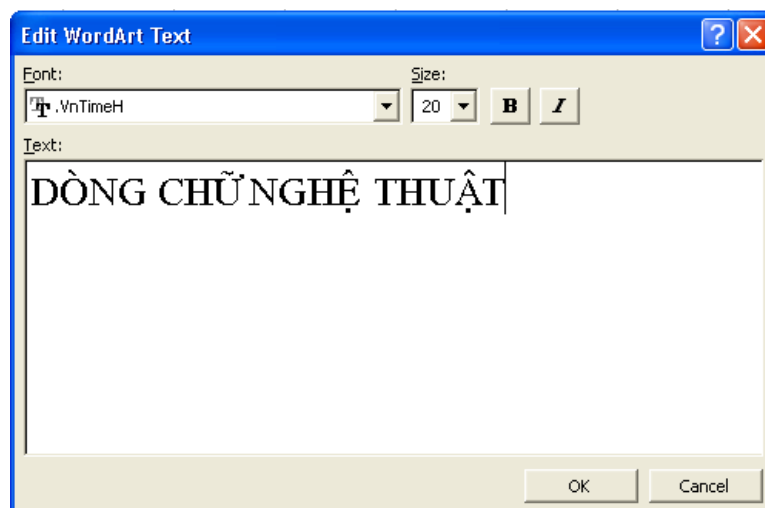 Edit WordArt Text
Font: Size:
.VnTimeH 20 B I
Text:
DÒNG CHỮ NGHỆ THUẬT
OK Cancel